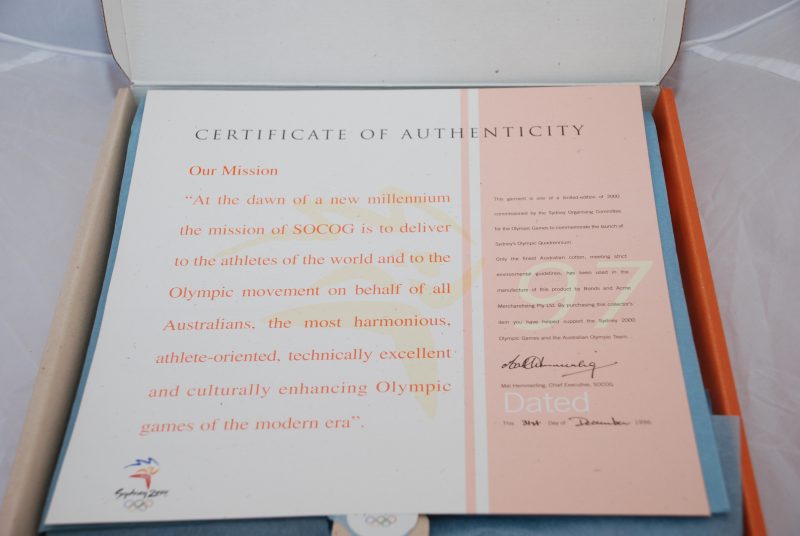 CERTIFICATE OF AUTHENTICITY
Our Mission
“At the dawn of a new millennium
the mission of SOCOG is to deliver
to the athletes of the world and to the
Olympic movement on behalf of all
Australians, the most harmonious,
athlete-oriented, technically excellent
and culturally enhancing Olympic
games of the modern era”.
Sydney 2000
This garment is one of a limited-edition of 2000
commissioned by the Sydney Organising Committee
for the Olympic Games to commemorate the launch of
Sydney's Olympic Quadrennium.
Only the finest Australian cotton, meeting strict
environmental guidelines, has been used in the
manufacture of this product by Bonds and Acme
Merchandising Pty Ltd. By purchasing this collector's
item you have helped support the Sydney 2000
Olympic Games and the Australian Olympic Team.
97
Mal Hemmerling
Mal Hemmerling, Chief Executive, SOCOG
Dated
This 31st Day of December 1996